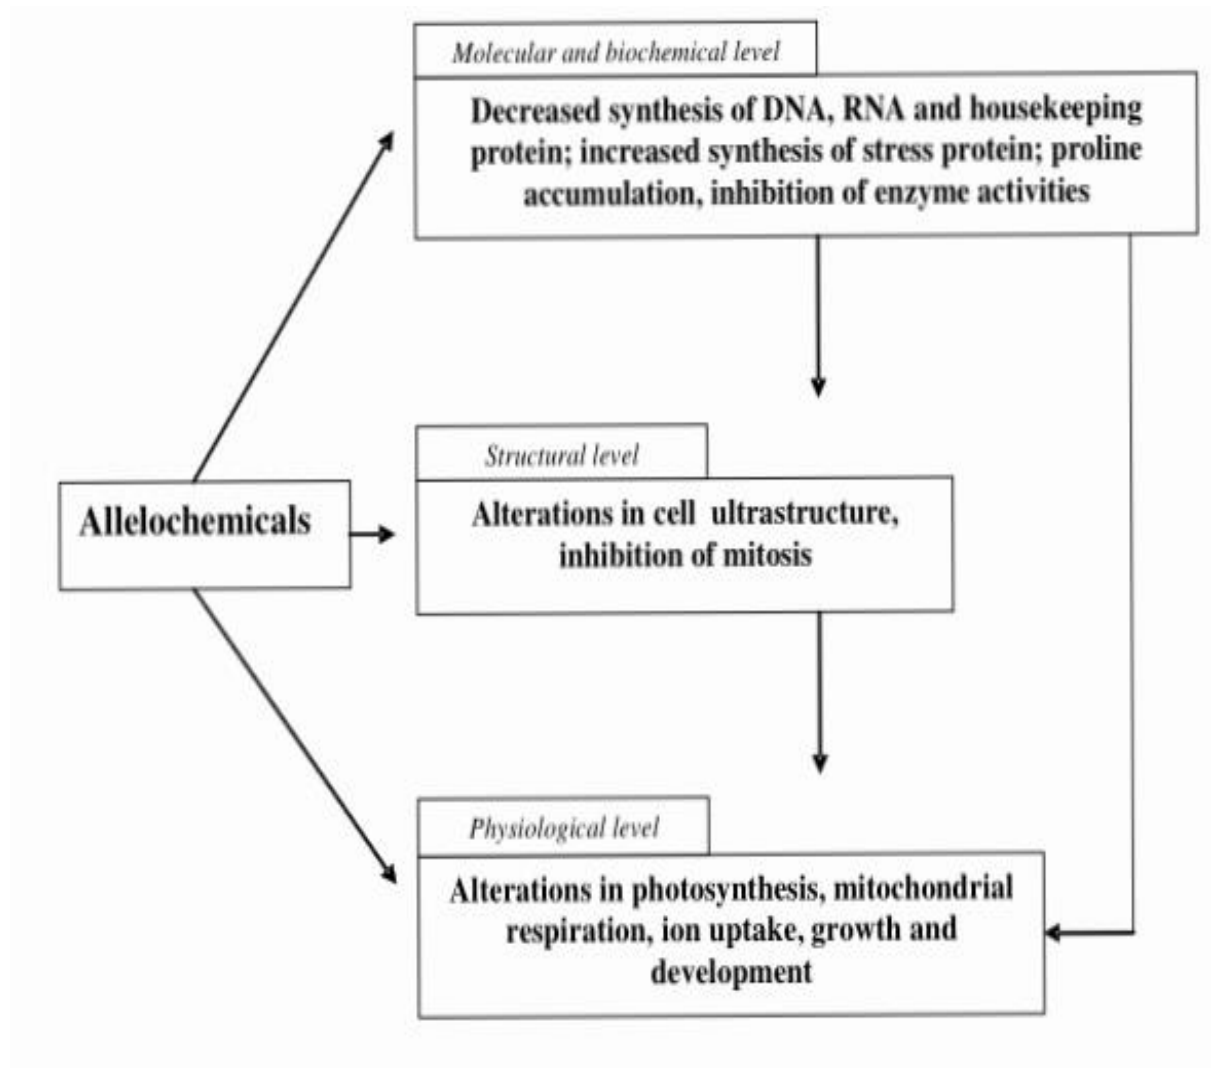 Molecular and biochemical level
Decreased synthesis of DNA, RNA and housekeeping
protein; increased synthesis of stress protein; proline
accumulation, inhibition of enzyme activities
Structural level
Allelochemicals
Alterations in cell ultrastructure,
inhibition of mitosis
Physiological level
Alterations in photosynthesis, mitochondrial
respiration, ion uptake, growth and
development